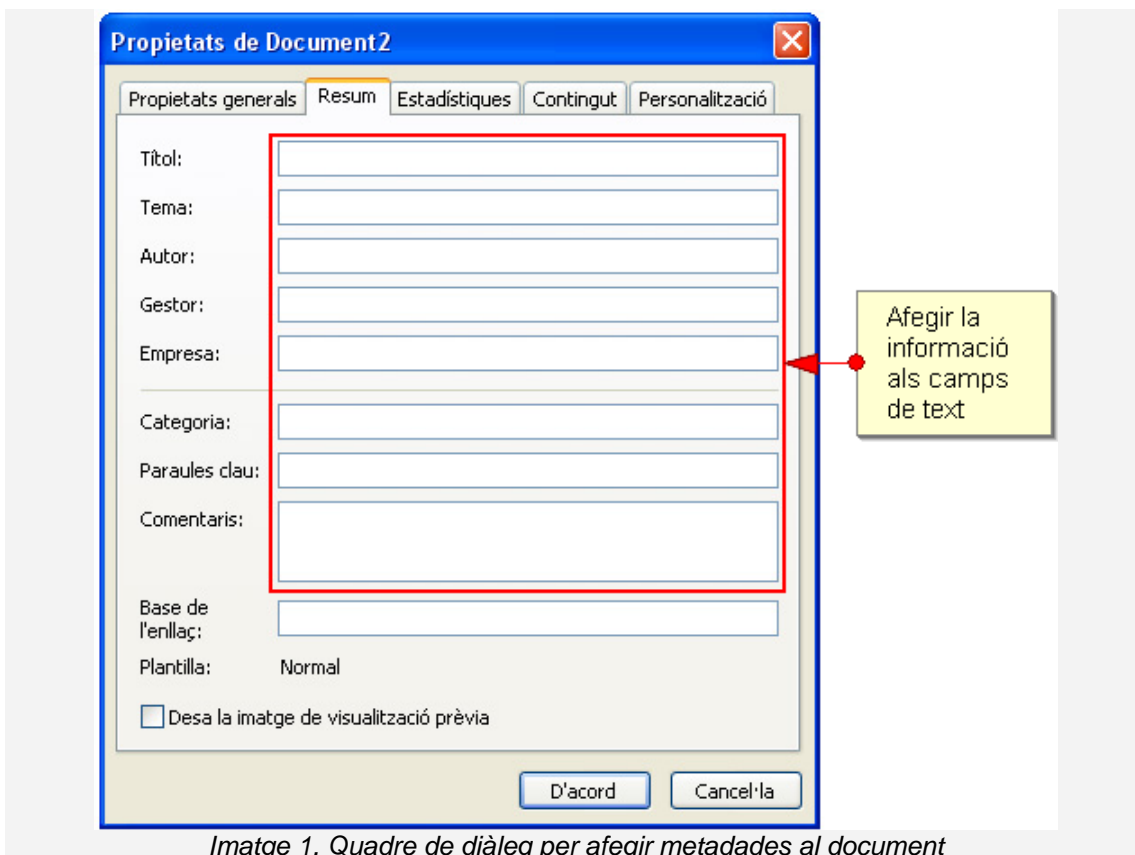 Propietats de Document2
Propietats generals Resum Estadístiques Contingut Personalització
Títol:
Tema:
Autor:
Gestor:
Empresa:
Categoria:
Paraules clau:
Comentaris:
Base de
l'enllaç:
Plantilla: Normal
Desa la imatge de visualització prèvia
D'acord Cancel·la
Afegir la
informació
als camps
de text
Imatge 1. Quadre de diàleg per afegir metadades al document